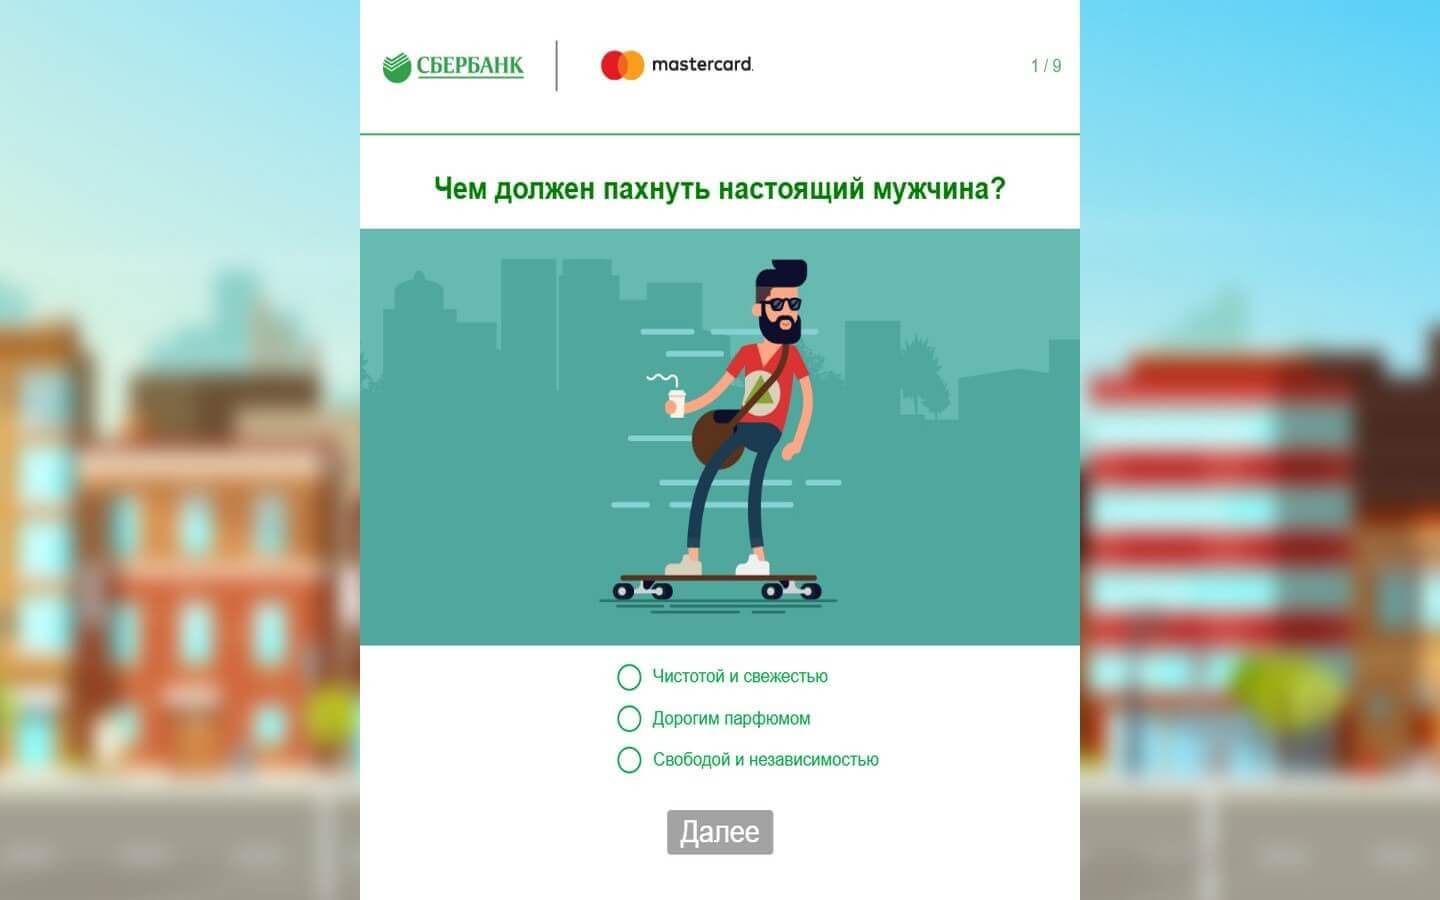 СБЕРБАНК
mastercard.
1 / 9
Чем должен пахнуть настоящий мужчина?
Чистотой и свежестью
Дорогим парфюмом
Свободой и независимостью
Далее